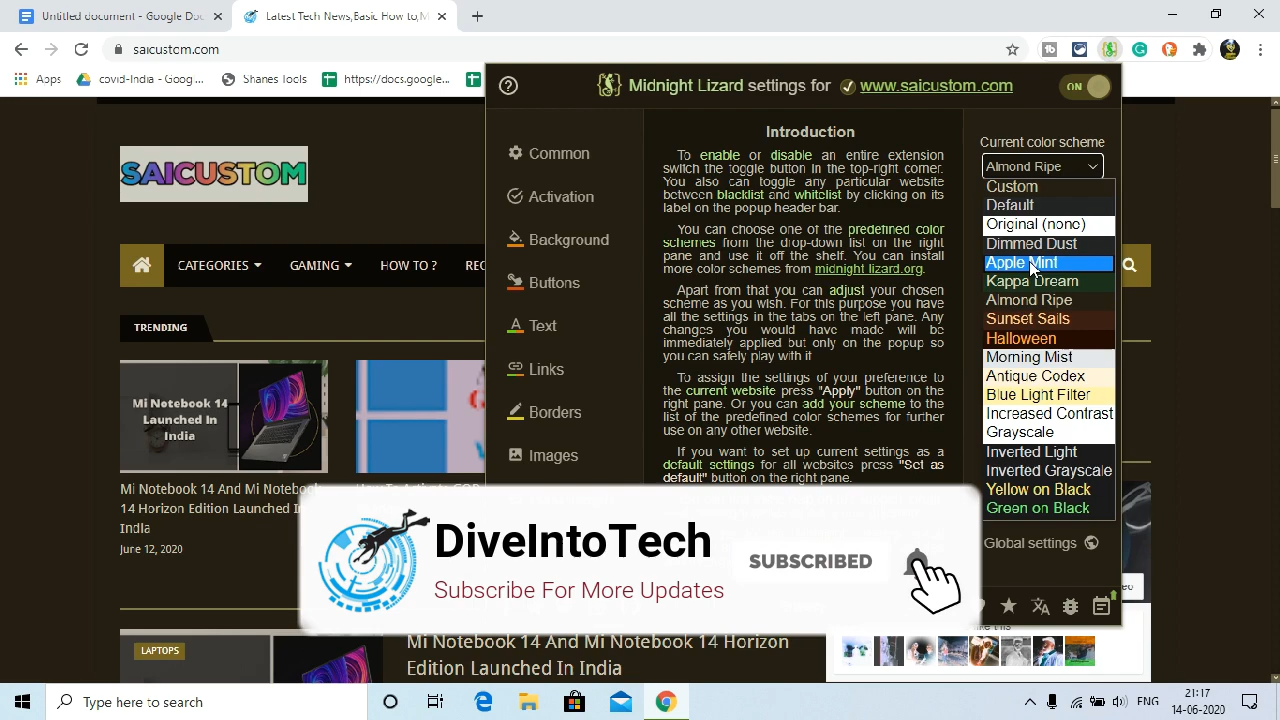 Untitled document - Google Doc
Latest Tech News,Basic How to,M
saicustom.com
Apps
covid-India - Goog...
Shares Tools
https://docs.google...
Midnight Lizard settings for www.saicustom.com
ON
SAICUSTOM
CATEGORIES
GAMING
HOW TO ?
REC
TRENDING
Mi Notebook 14
Launched In
India
Mi Notebook 14 And Mi Notebook
14 Horizon Edition Launched In
India
June 12, 2020
Common
Activation
Background
Buttons
Text
Links
Borders
Images
Introduction
To enable or disable an entire extension
switch the toggle button in the top-right corner.
You also can toggle any particular website
between blacklist and whitelist by clicking on its
label on the popup header bar.
You can choose one of the predefined color
schemes from the drop-down list on the right
pane and use it off the shelf. You can install
more color schemes from midnight-lizard.org.
Apart from that you can adjust your chosen
scheme as you wish. For this purpose you have
all the settings in the tabs on the left pane. Any
changes you would have made will be
immediately applied but only on the popup so
you can safely play with it
To assign the settings of your preference to
the current website press "Apply" button on the
right pane. Or you can add your scheme to the
list of the predefined color schemes for further
use on any other website.
If you want to set up current settings as a
default settings for all websites press "Set as
default" button on the right pane.
Current color scheme
Almond Ripe
Custom
Default
Original (none)
Dimmed Dust
Apple Mint
Kappa Dream
Almond Ripe
Sunset Sails
Halloween
Morning Mist
Antique Codex
Blue Light Filter
Increased Contrast
Grayscale
Inverted Light
Inverted Grayscale
Yellow on Black
Green on Black
Global settings
DiveIntoTech
Subscribe For More Updates
SUBSCRIBED
LAPTOPS
Mi Notebook 14 And Mi Notebook 14 Horizon
Edition Launched In India
Type here to search
ENG
21:17
14-06-2020